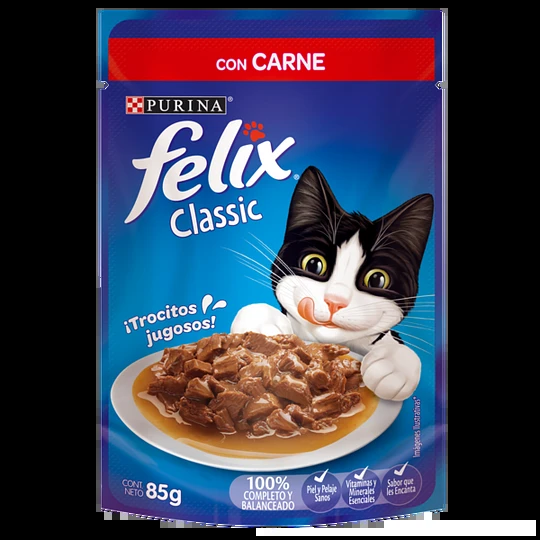 CON CARNE
PURINA®
felix®
Classic
¡Trocitos
jugosos!
Imágenes Ilustrativas*
CONT.
NETO 85g
100%
COMPLETO Y
BALANCEADO
Piel y Pelaje
Sanos
Vitaminas y
Minerales
Esenciales
Sabor que
les Encanta